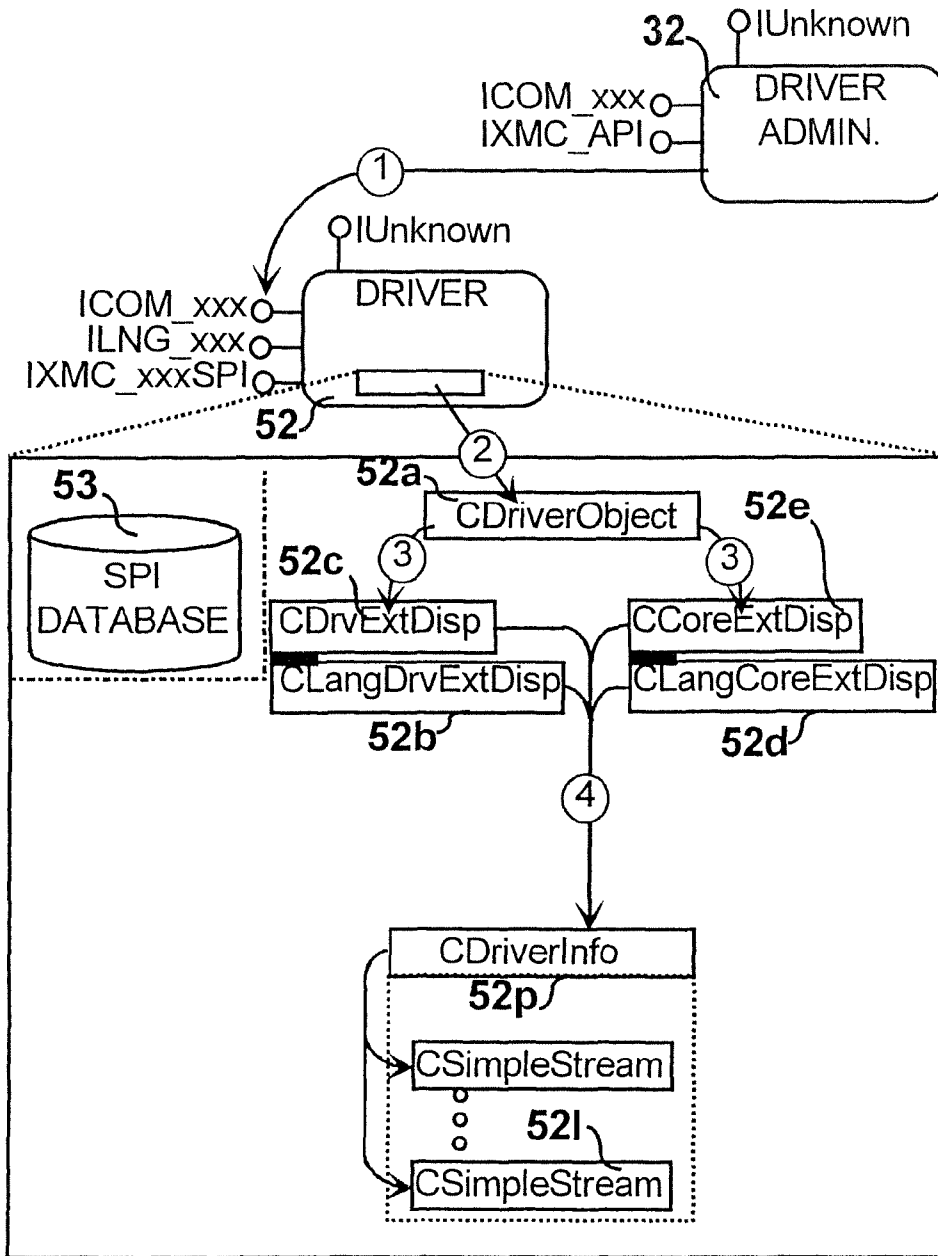 32
IUnknown
ICOM_xxx
IXMC_API
DRIVER
ADMIN.
1
IUnknown
ICOM_xxx
ILNG_xxx
IXMC_xxxSPI
DRIVER
52
2
53
SPI
DATABASE
52a
CDriverObject
52e
52c
3
3
CDrvExtDisp
CCoreExtDisp
CLangDrvExtDisp
CLangCoreExtDisp
52b
52d
4
CDriverInfo
52p
CSimpleStream
52l
CSimpleStream